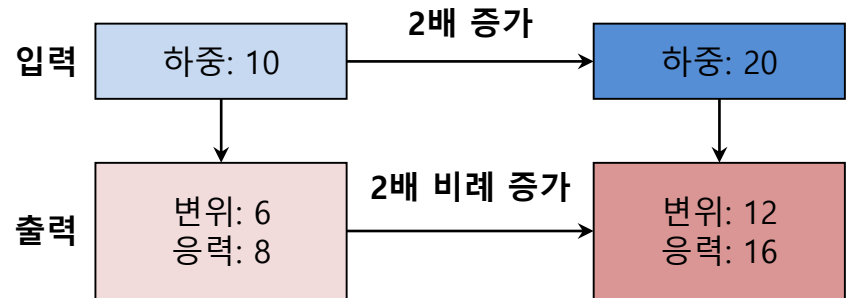 2배 증가
입력
하중: 10
하중: 20
2배 비례 증가
출력
변위: 6
응력: 8
변위: 12
응력: 16